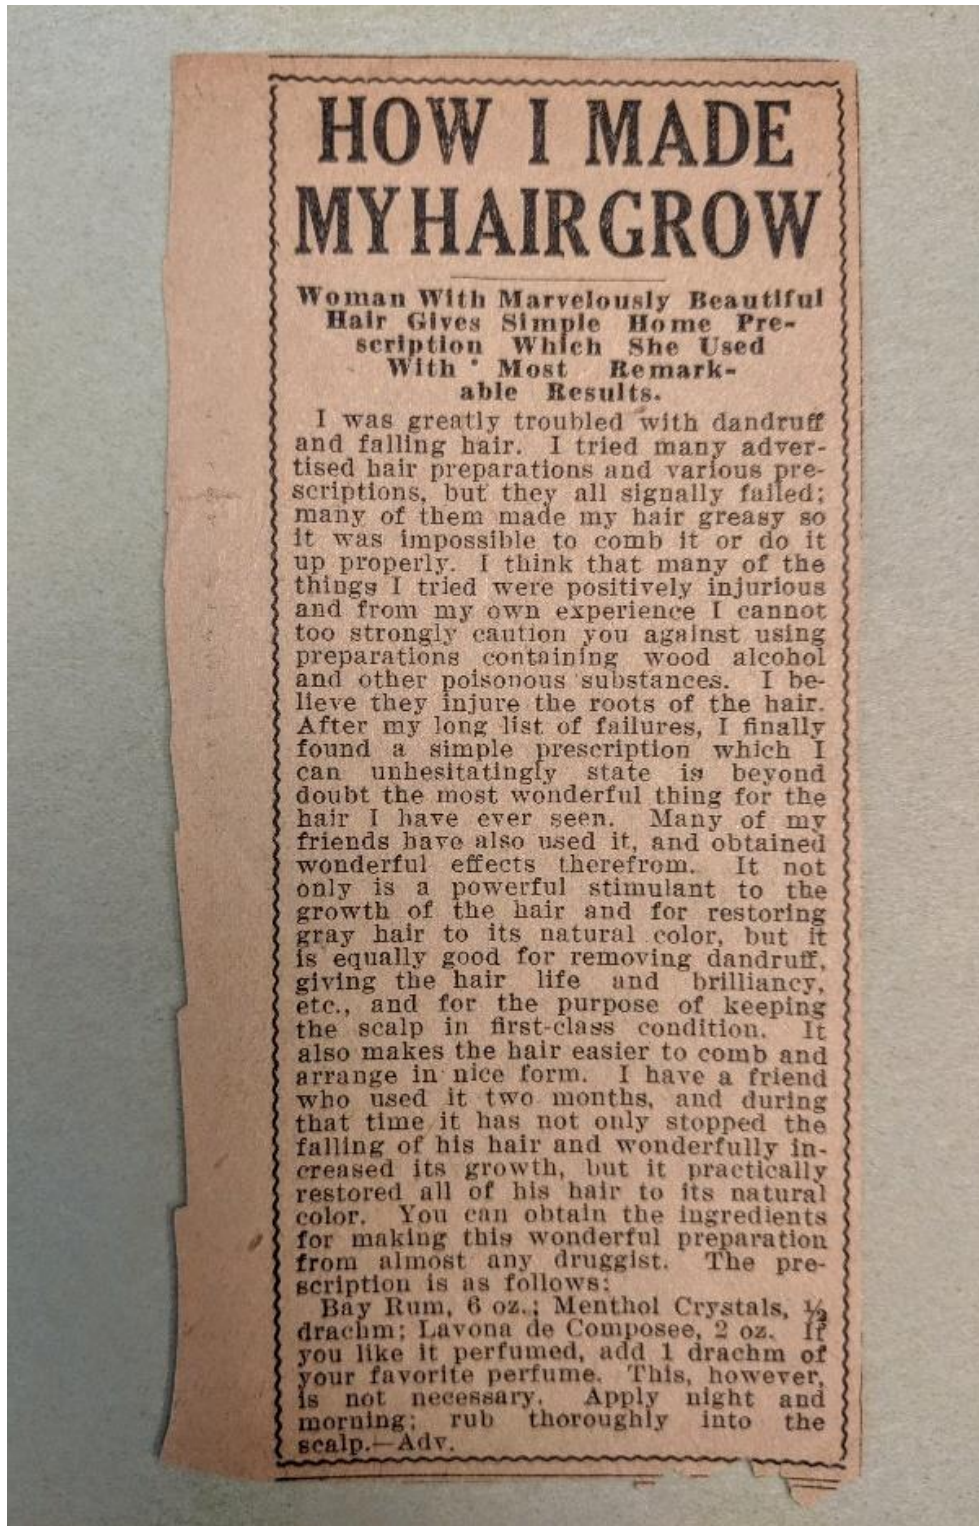 HOW I MADE
MY HAIR GROW
Woman With Marvelously Beautiful
Hair Gives Simple Home Pre-
scription Which She Used
With Most Remark-
able Results.
I was greatly troubled with dandruff
and falling hair. I tried many adver-
tised hair preparations and various pre-
scriptions, but they all signally failed;
many of them made my hair greasy so
it was impossible to comb it or do it
up properly. I think that many of the
things I tried were positively injurious
and from my own experience I cannot
too strongly caution you against using
preparations containing wood alcohol
and other poisonous substances. I be-
lieve they injure the roots of the hair.
After my long list of failures, I finally
found a simple prescription which I
can unhesitatingly state is beyond
doubt the most wonderful thing for the
hair I have ever seen. Many of my
friends have also used it, and obtained
wonderful effects therefrom. It not
only is a powerful stimulant to the
growth of the hair and for restoring
gray hair to its natural color, but it
is equally good for removing dandruff,
giving the hair life and brilliancy,
etc., and for the purpose of keeping
the scalp in first-class condition. It
also makes the hair easier to comb and
arrange in nice form. I have a friend
who used it two months, and during
that time it has not only stopped the
falling of his hair and wonderfully in-
creased its growth, but it practically
restored all of his hair to its natural
color. You can obtain the ingredients
for making this wonderful preparation
from almost any druggist. The pre-
scription is as follows:
Bay Rum, 6 oz.; Menthol Crystals, ½
drachm; Lavona de Composee, 2 oz. If
you like it perfumed, add 1 drachm of
your favorite perfume. This, however,
is not necessary. Apply night and
morning; rub thoroughly into the
scalp.—Adv.